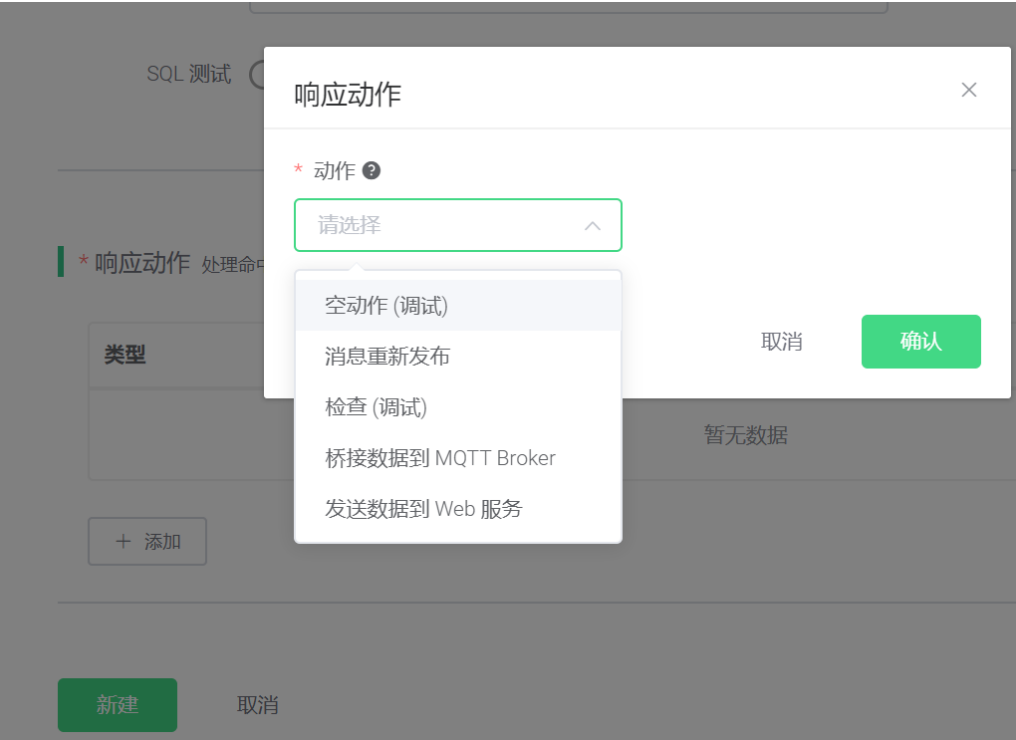 SQL 测试
响应动作
* 动作 ?
请选择
* 响应动作 处理命
空动作 (调试)
类型
消息重新发布
取消
确认
检查 (调试)
暂无数据
桥接数据到 MQTT Broker
发送数据到 Web 服务
+ 添加
新建
取消